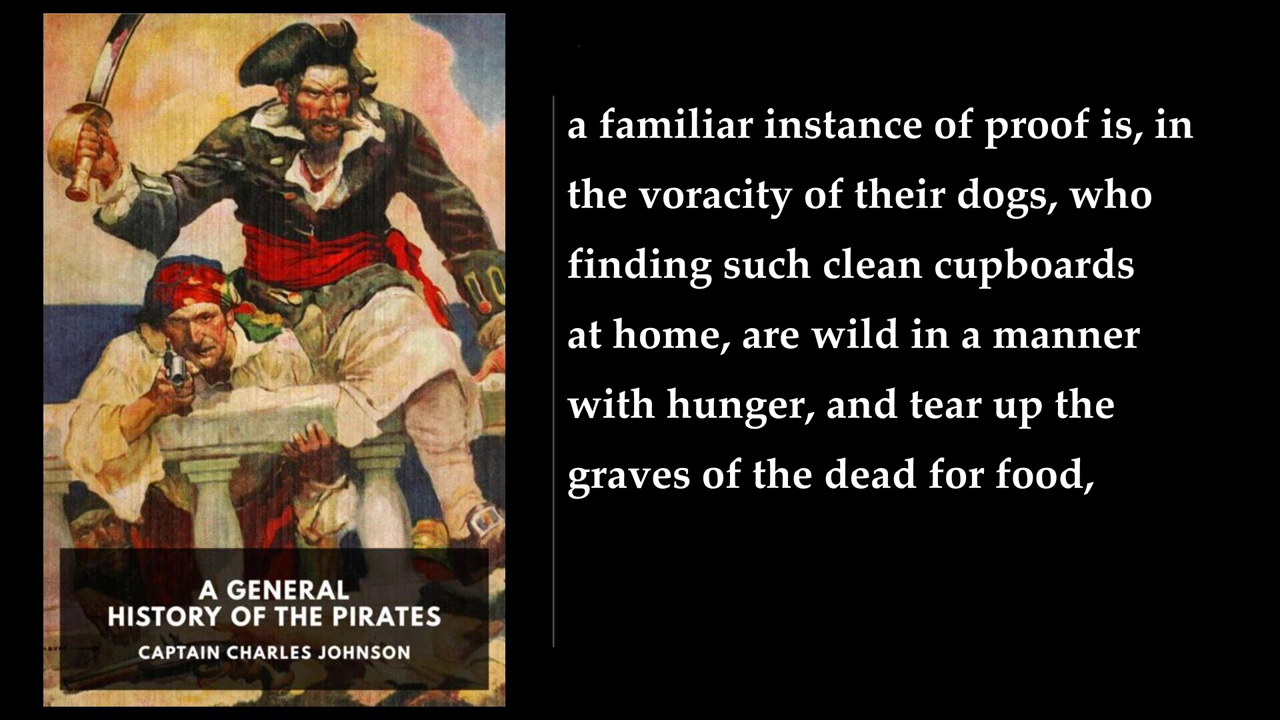 a familiar instance of proof is, in
the voracity of their dogs, who
finding such clean cupboards
at home, are wild in a manner
with hunger, and tear up the
graves of the dead for food,
A GENERAL
HISTORY OF THE PIRATES
CAPTAIN CHARLES JOHNSON